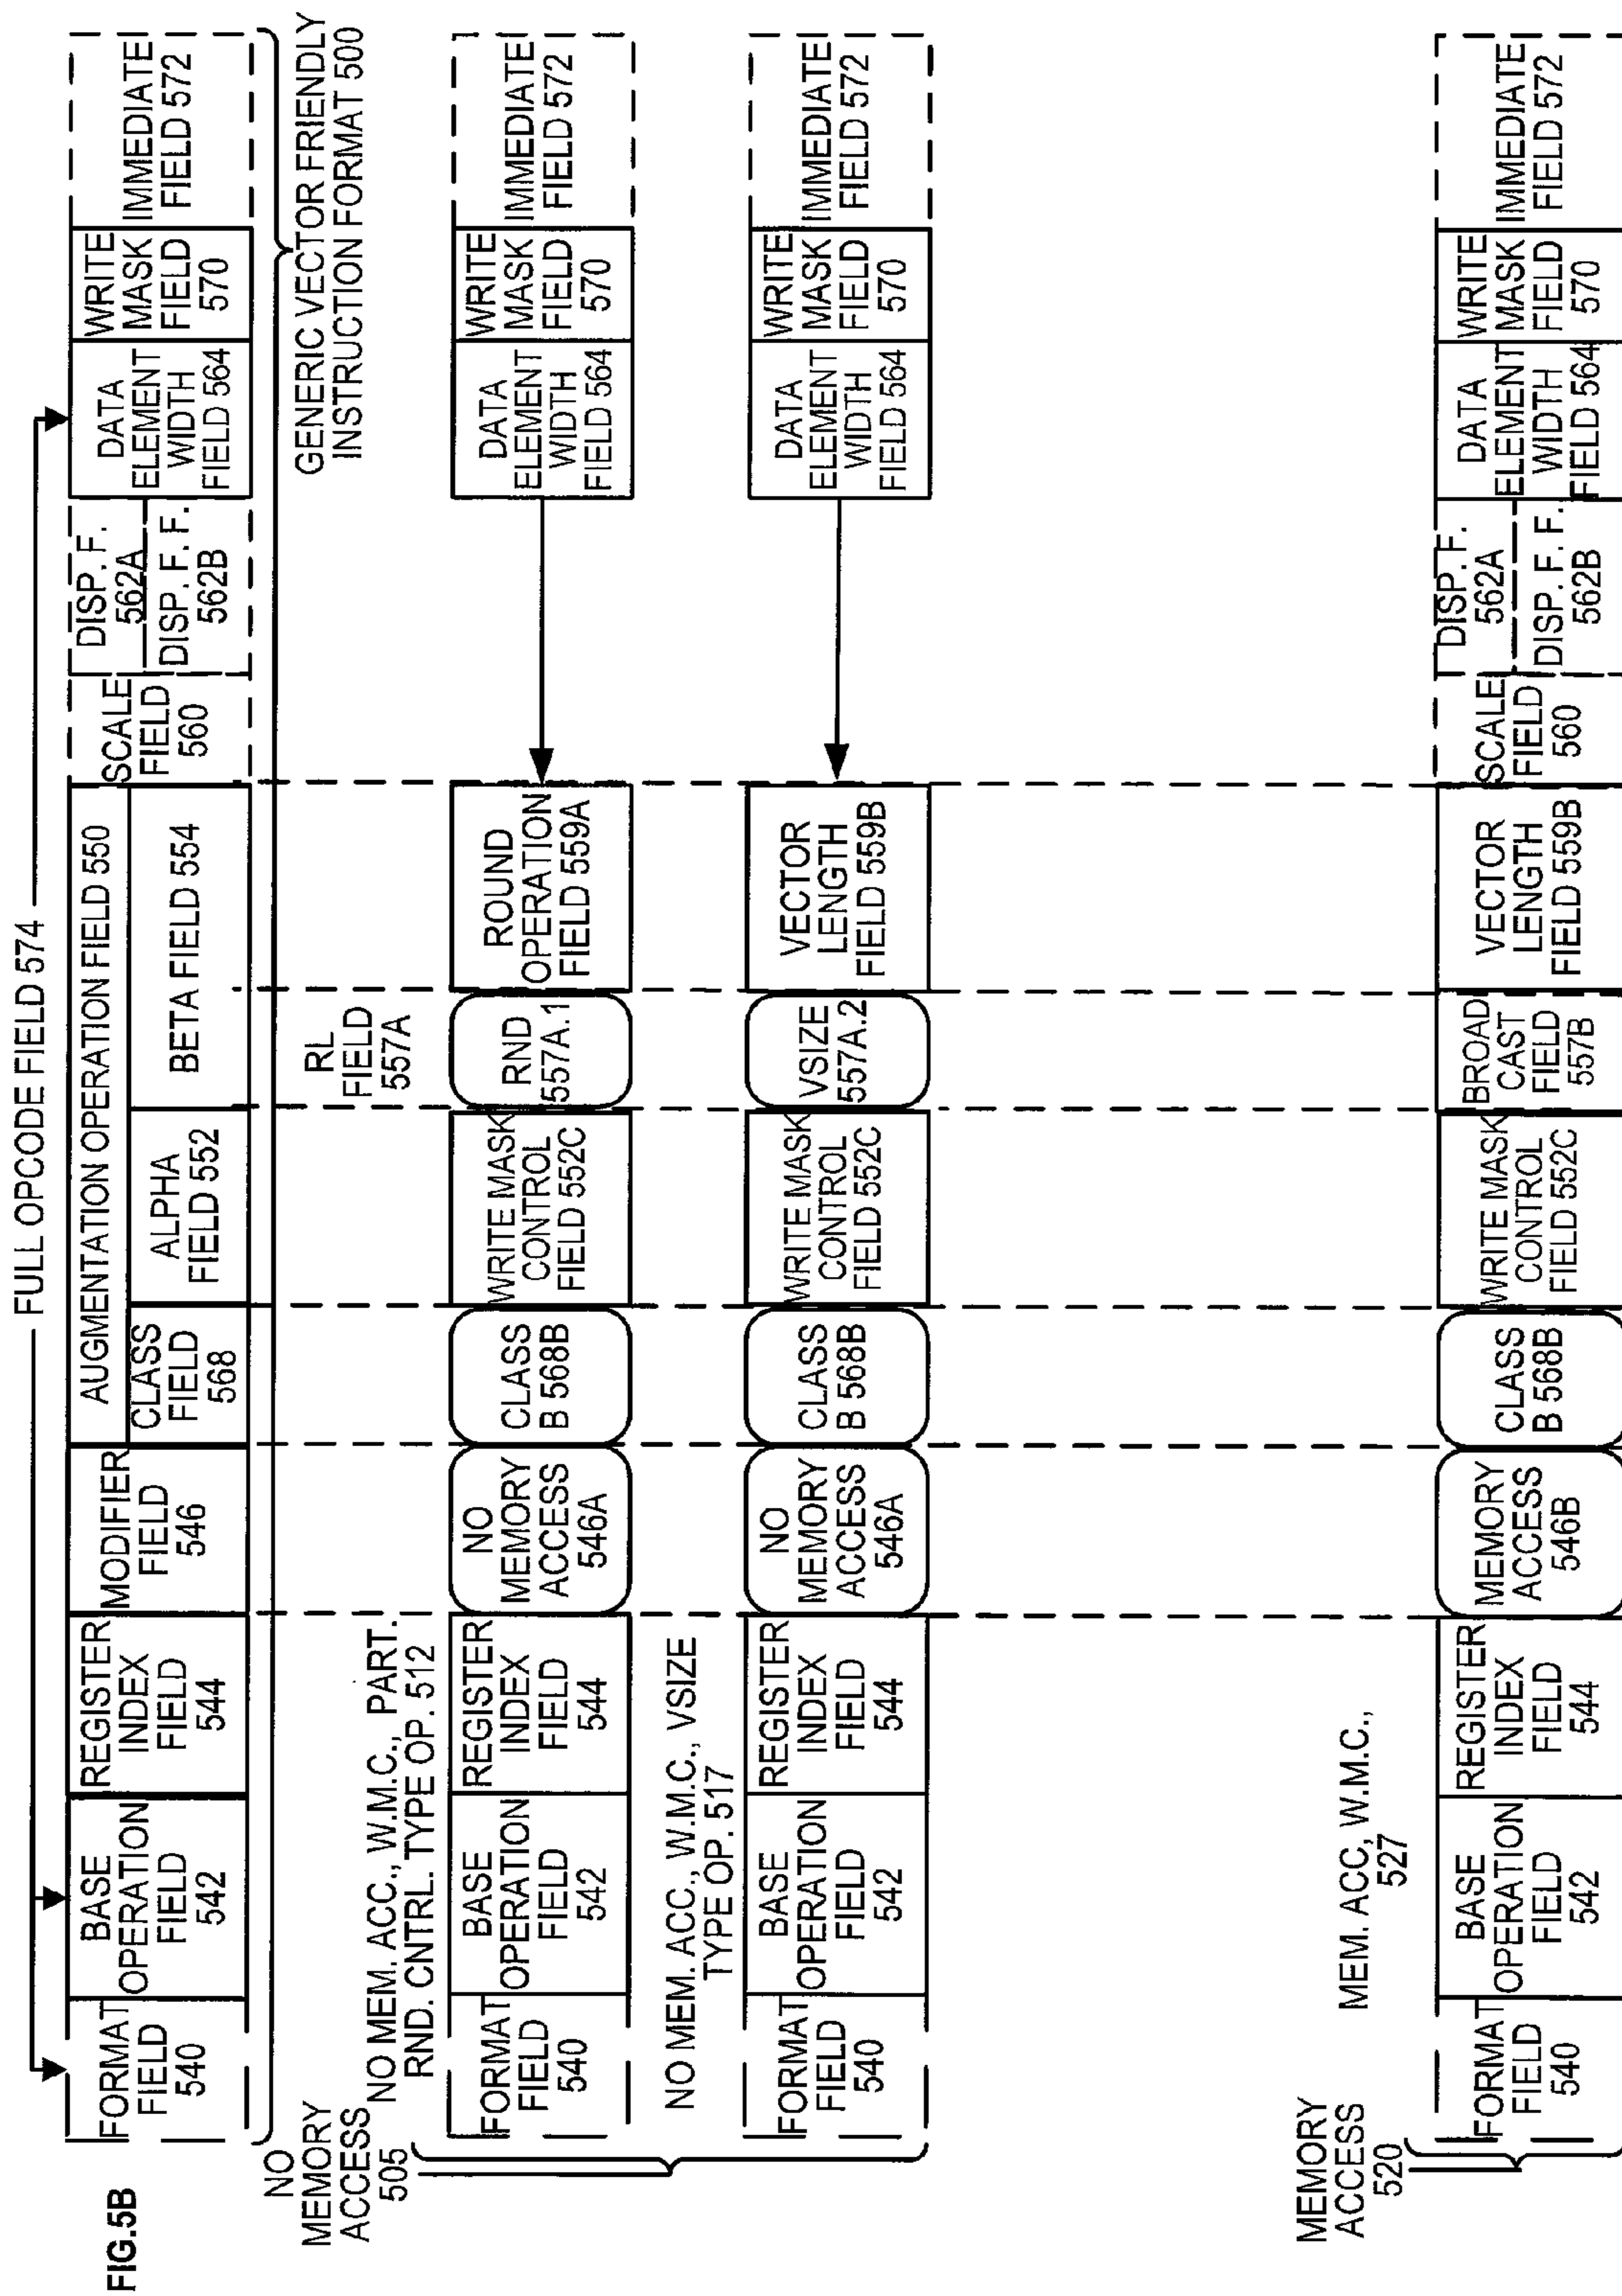 FIG.5B
FULL OPCODE FIELD 574
FORMAT
FIELD
540
BASE
OPERATION
FIELD
542
REGISTER
INDEX
FIELD
544
MODIFIER
FIELD
546
AUGMENTATION OPERATION FIELD 550
CLASS
FIELD
568
ALPHA
FIELD 552
BETA FIELD 554
SCALE
FIELD
560
DISP. F.
562A
DISP. F. F.
562B
DATA
ELEMENT
WIDTH
FIELD 564
WRITE
MASK
FIELD
570
IMMEDIATE
FIELD 572
GENERIC VECTOR FRIENDLY
INSTRUCTION FORMAT 500
NO
MEMORY
ACCESS
505
NO MEM. ACC., W.M.C., PART.
RND. CNTRL. TYPE OP. 512
RL
FIELD
557A
FORMAT
FIELD
540
BASE
OPERATION
FIELD
542
REGISTER
INDEX
FIELD
544
NO
MEMORY
ACCESS
546A
CLASS
B 568B
WRITE MASK
CONTROL
FIELD 552C
RND
557A.1
ROUND
OPERATION
FIELD 559A
DATA
ELEMENT
WIDTH
FIELD 564
WRITE
MASK
FIELD
570
IMMEDIATE
FIELD 572
NO MEM. ACC., W.M.C., VSIZE
TYPE OP. 517
FORMAT
FIELD
540
BASE
OPERATION
FIELD
542
REGISTER
INDEX
FIELD
544
NO
MEMORY
ACCESS
546A
CLASS
B 568B
WRITE MASK
CONTROL
FIELD 552C
VSIZE
557A.2
VECTOR
LENGTH
FIELD 559B
DATA
ELEMENT
WIDTH
FIELD 564
WRITE
MASK
FIELD
570
IMMEDIATE
FIELD 572
MEMORY
ACCESS
520
MEM. ACC, W.M.C.,
527
FORMAT
FIELD
540
BASE
OPERATION
FIELD
542
REGISTER
INDEX
FIELD
544
MEMORY
ACCESS
546B
CLASS
B 568B
WRITE MASK
CONTROL
FIELD 552C
BROAD
CAST
FIELD
557B
VECTOR
LENGTH
FIELD 559B
SCALE
FIELD
560
DISP. F.
562A
DISP. F. F.
562B
DATA
ELEMENT
WIDTH
FIELD 564
WRITE
MASK
FIELD
570
IMMEDIATE
FIELD 572